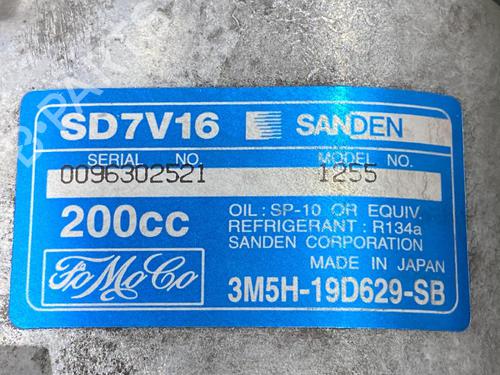 SD7V16 SANDEN
SERIAL NO. MODEL NO.
0096302521 1255
200cc OIL : SP-10 OR EQUIV.
REFRIGERANT : R134a
SANDEN CORPORATION
MADE IN JAPAN
FoMoCo 3M5H-19D629-SB